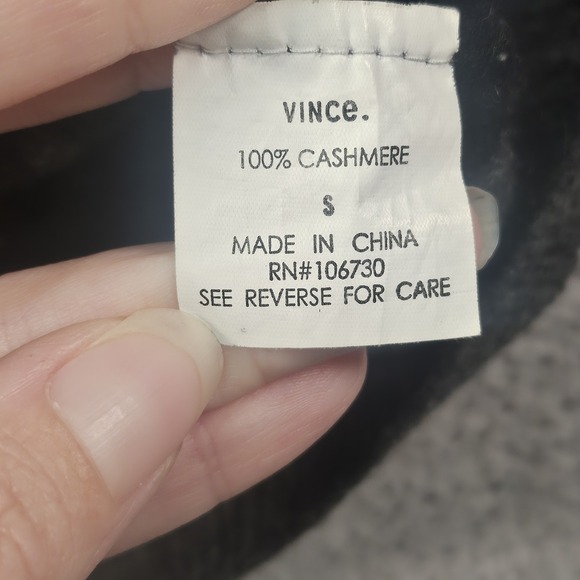 VINCe.
100% CASHMERE
S
MADE IN CHINA
RN#106730
SEE REVERSE FOR CARE